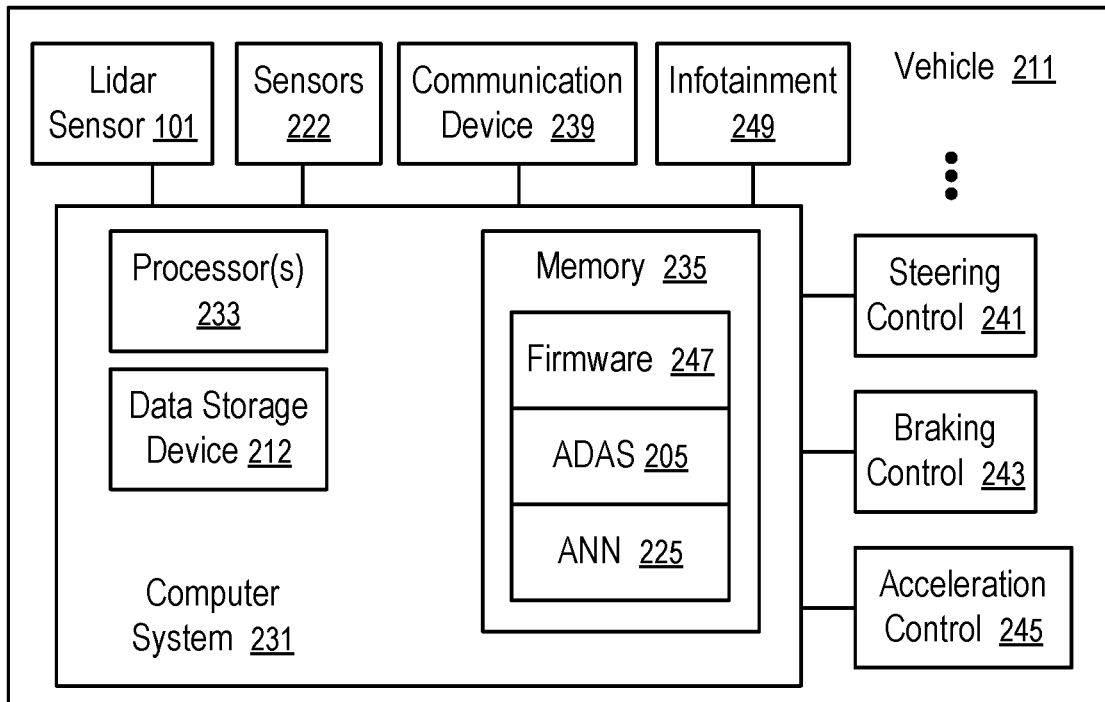 Lidar
Sensor 101
Sensors
222
Communication
Device 239
Infotainment
249
Vehicle 211
Processor(s)
233
Data Storage
Device 212
Computer
System 231
Memory 235
Firmware 247
ADAS 205
ANN 225
Steering
Control 241
Braking
Control 243
Acceleration
Control 245